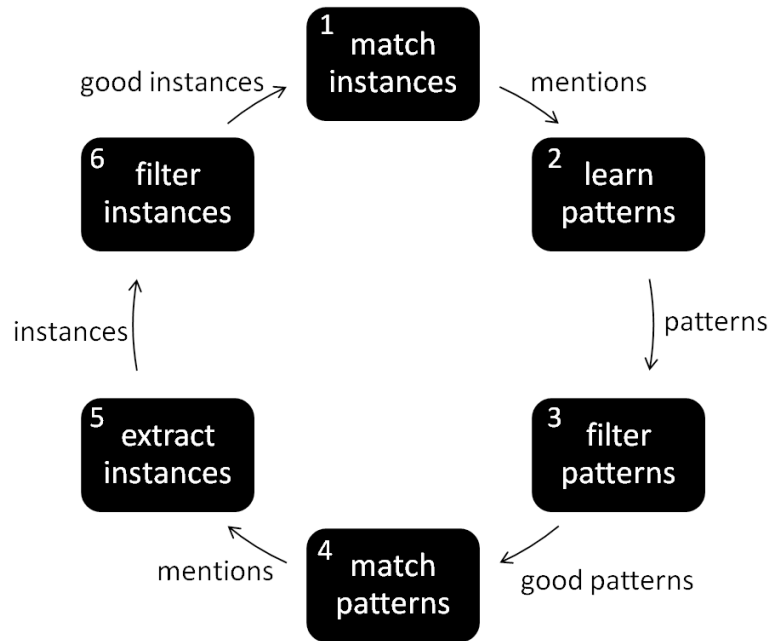 1
match
instances
mentions
2
learn
patterns
patterns
3
filter
patterns
good patterns
4
match
patterns
mentions
5
extract
instances
instances
6
filter
instances
good instances